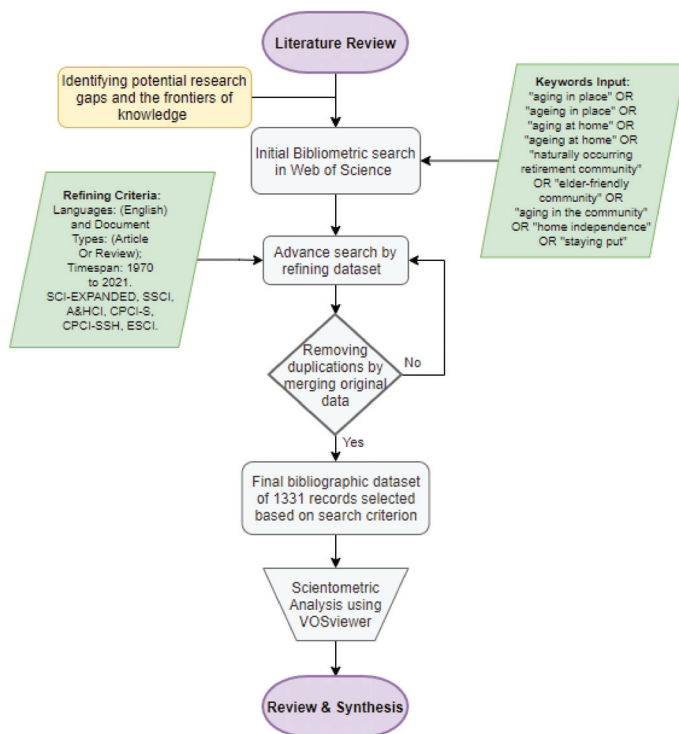 Literature Review
Identifying potential research
gaps and the frontiers of
knowledge
Keywords Input:
"aging in place" OR
"ageing in place" OR
"aging at home" OR
"ageing at home" OR
"naturally occurring
retirement community"
OR "elder-friendly
community" OR
"aging in the community"
OR "home independence"
OR "staying put"
Initial Bibliometric search
in Web of Science
Refining Criteria:
Languages: (English)
and Document
Types: (Article
Or Review);
Timespan: 1970
to 2021.
SCI-EXPANDED, SSCI,
A&HCI, CPCI-S,
CPCI-SSH, ESCI.
Advance search by
refining dataset
Removing
duplications by
merging original
data
No
Yes
Final bibliographic dataset
of 1331 records selected
based on search criterion
Scientometric
Analysis using
VOSviewer
Review & Synthesis